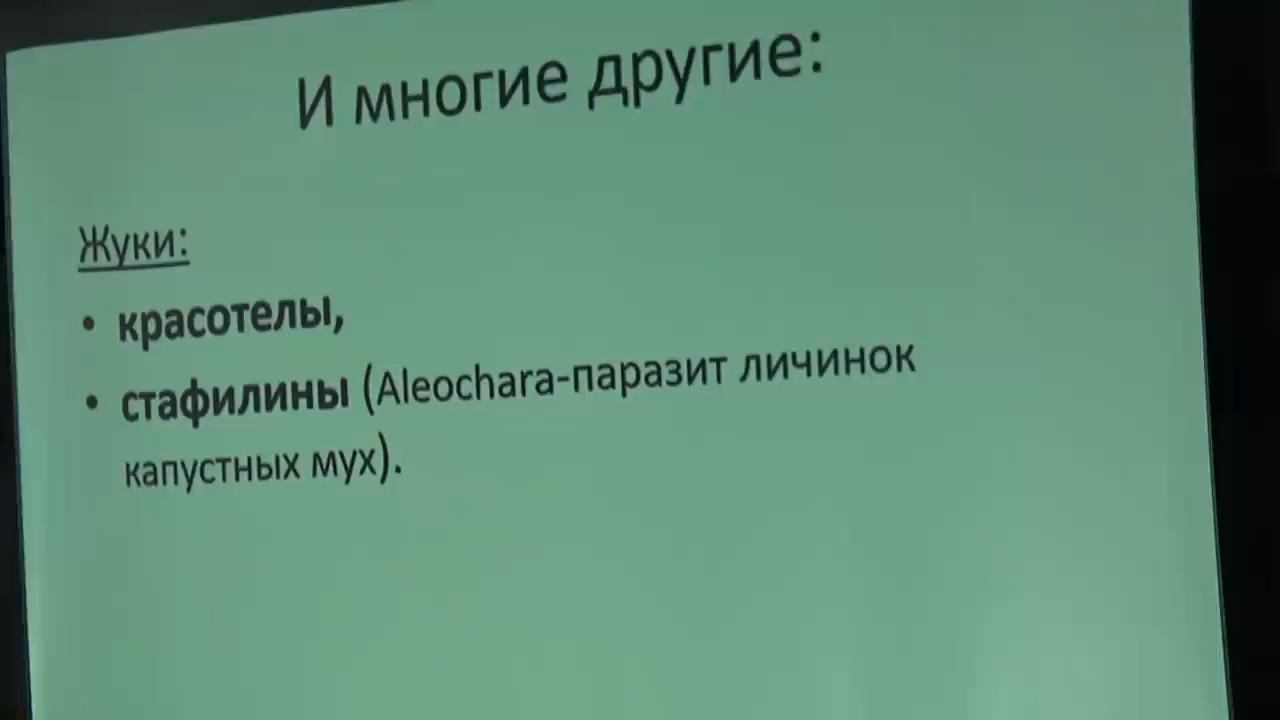 И многие другие:
Жуки:
• красотелы,
• стафилины (Aleochara-паразит личинок
капустных мух).